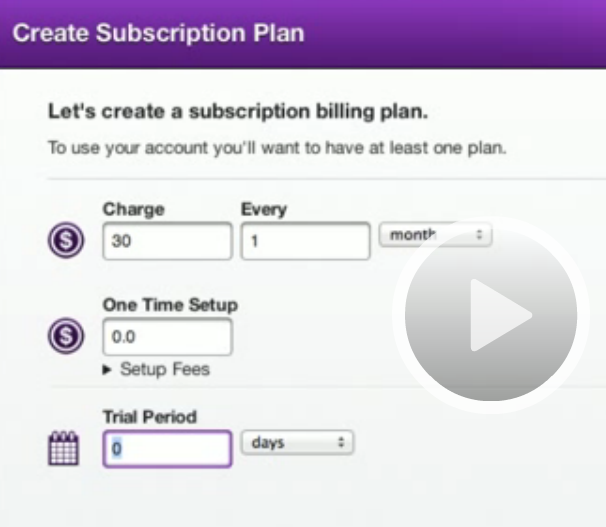 Create Subscription Plan
Let's create a subscription billing plan.
To use your account you'll want to have at least one plan.
Charge Every
$ 30 1 month
One Time Setup
$ 0.0
Setup Fees
Trial Period
0 days